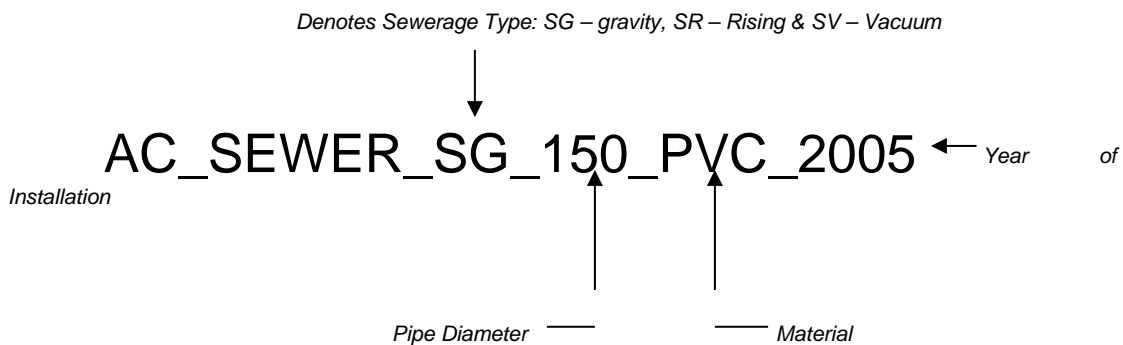 Denotes Sewerage Type: SG – gravity, SR – Rising & SV – Vacuum
AC_SEWER_SG_150_PVC_2005
Year of
Installation
Pipe Diameter
Material